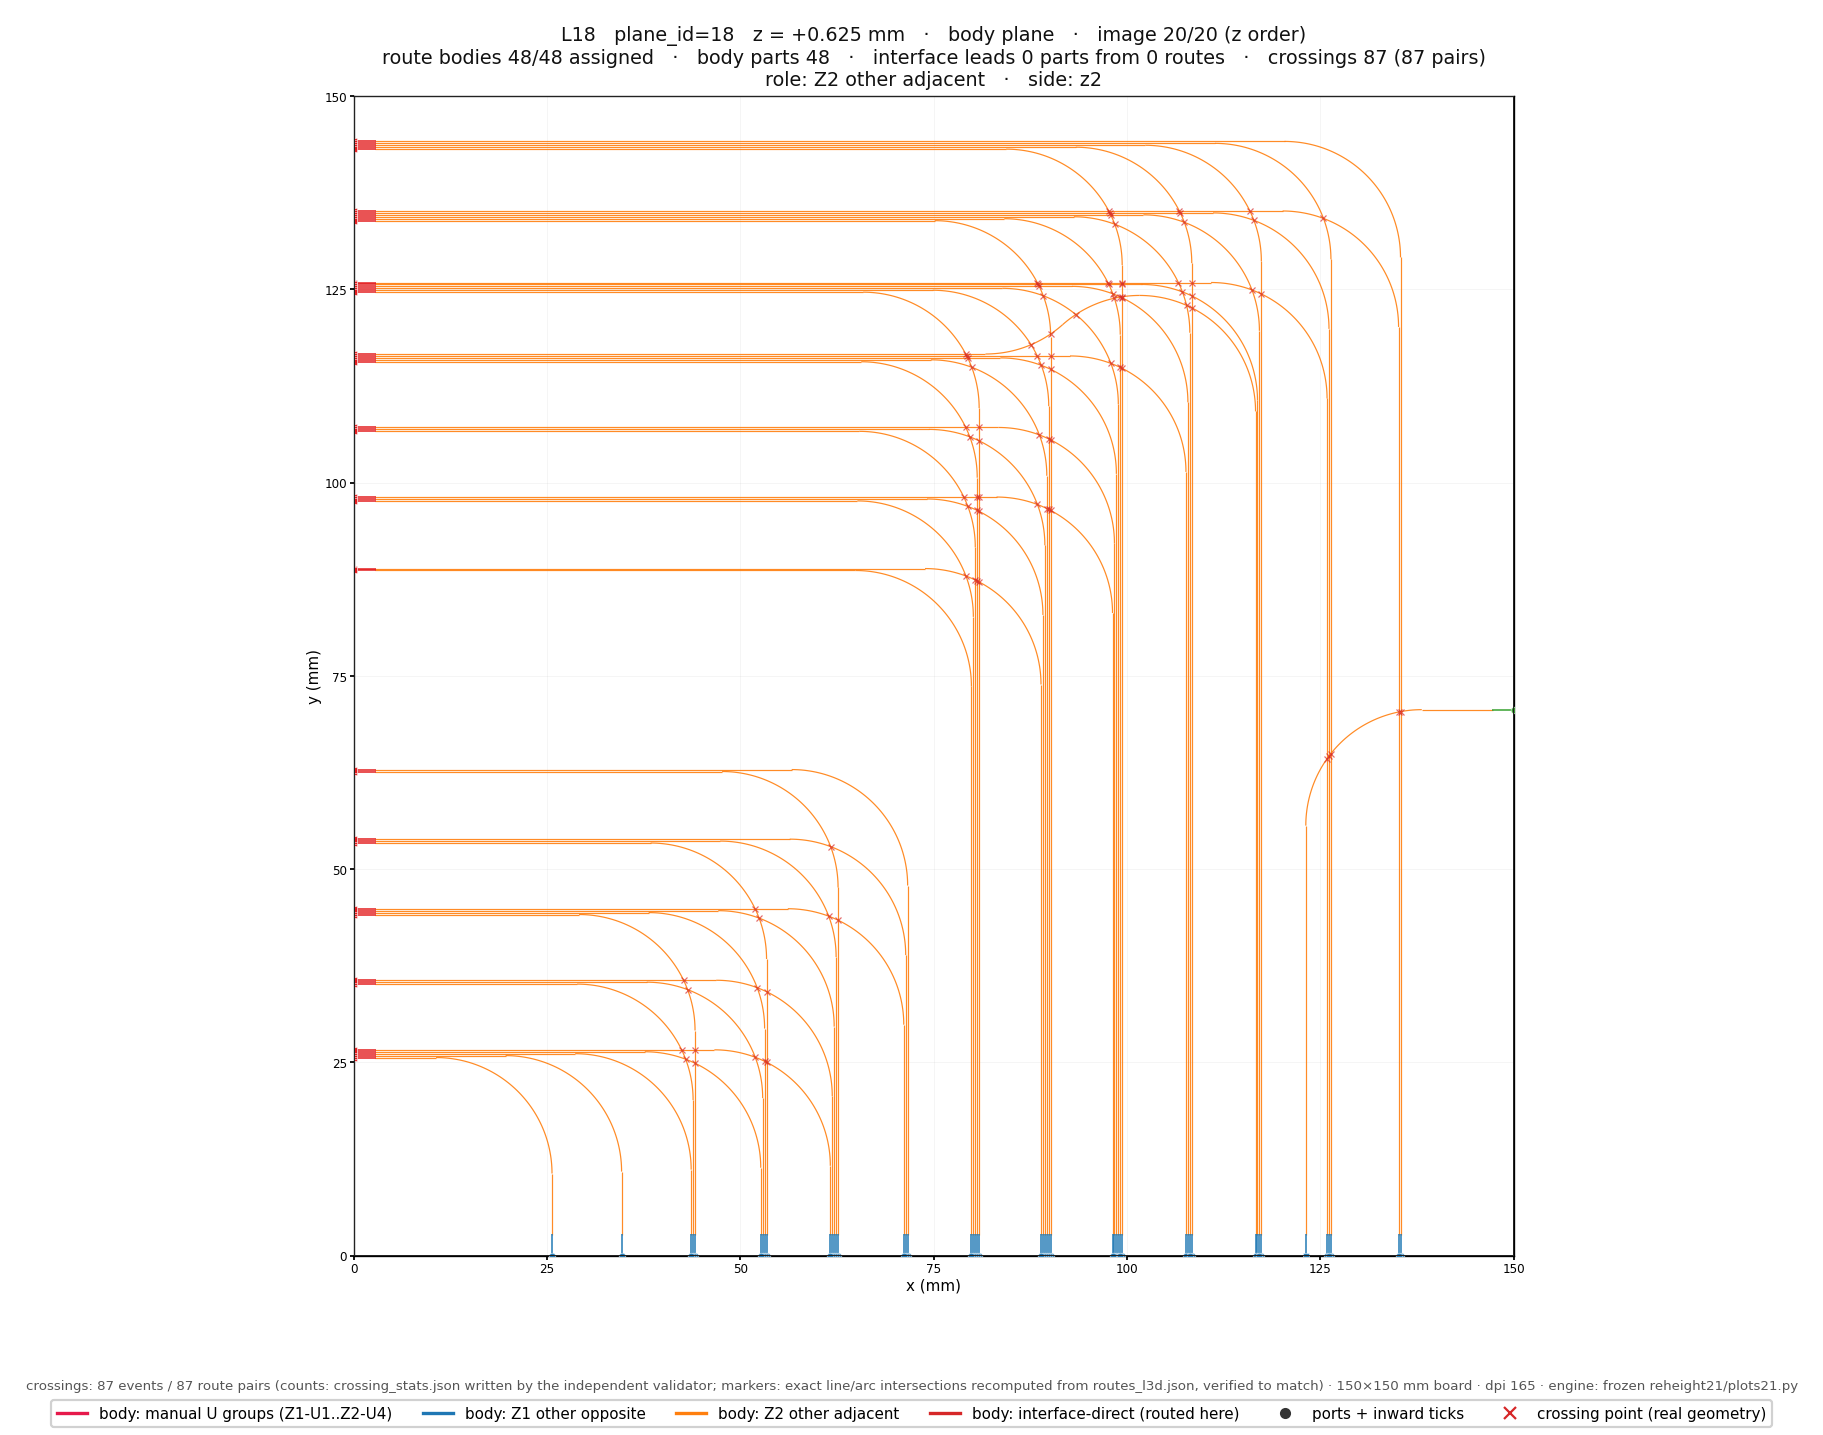 L18   plane_id=18   z = +0.625 mm   ·   body plane   ·   image 20/20 (z order)
route bodies 48/48 assigned   ·   body parts 48   ·   interface leads 0 parts from 0 routes   ·   crossings 87 (87 pairs)
role: Z2 other adjacent   ·   side: z2
150
125
100
75
50
25
0
y (mm)
0 25 50 75 100 125 150
x (mm)
crossings: 87 events / 87 route pairs (counts: crossing_stats.json written by the independent validator; markers: exact line/arc intersections recomputed from routes_l3d.json, verified to match) · 150×150 mm board · dpi 165 · engine: frozen reheight21/plots21.py
body: manual U groups (Z1-U1..Z2-U4) body: Z1 other opposite body: Z2 other adjacent body: interface-direct (routed here) ports + inward ticks crossing point (real geometry)